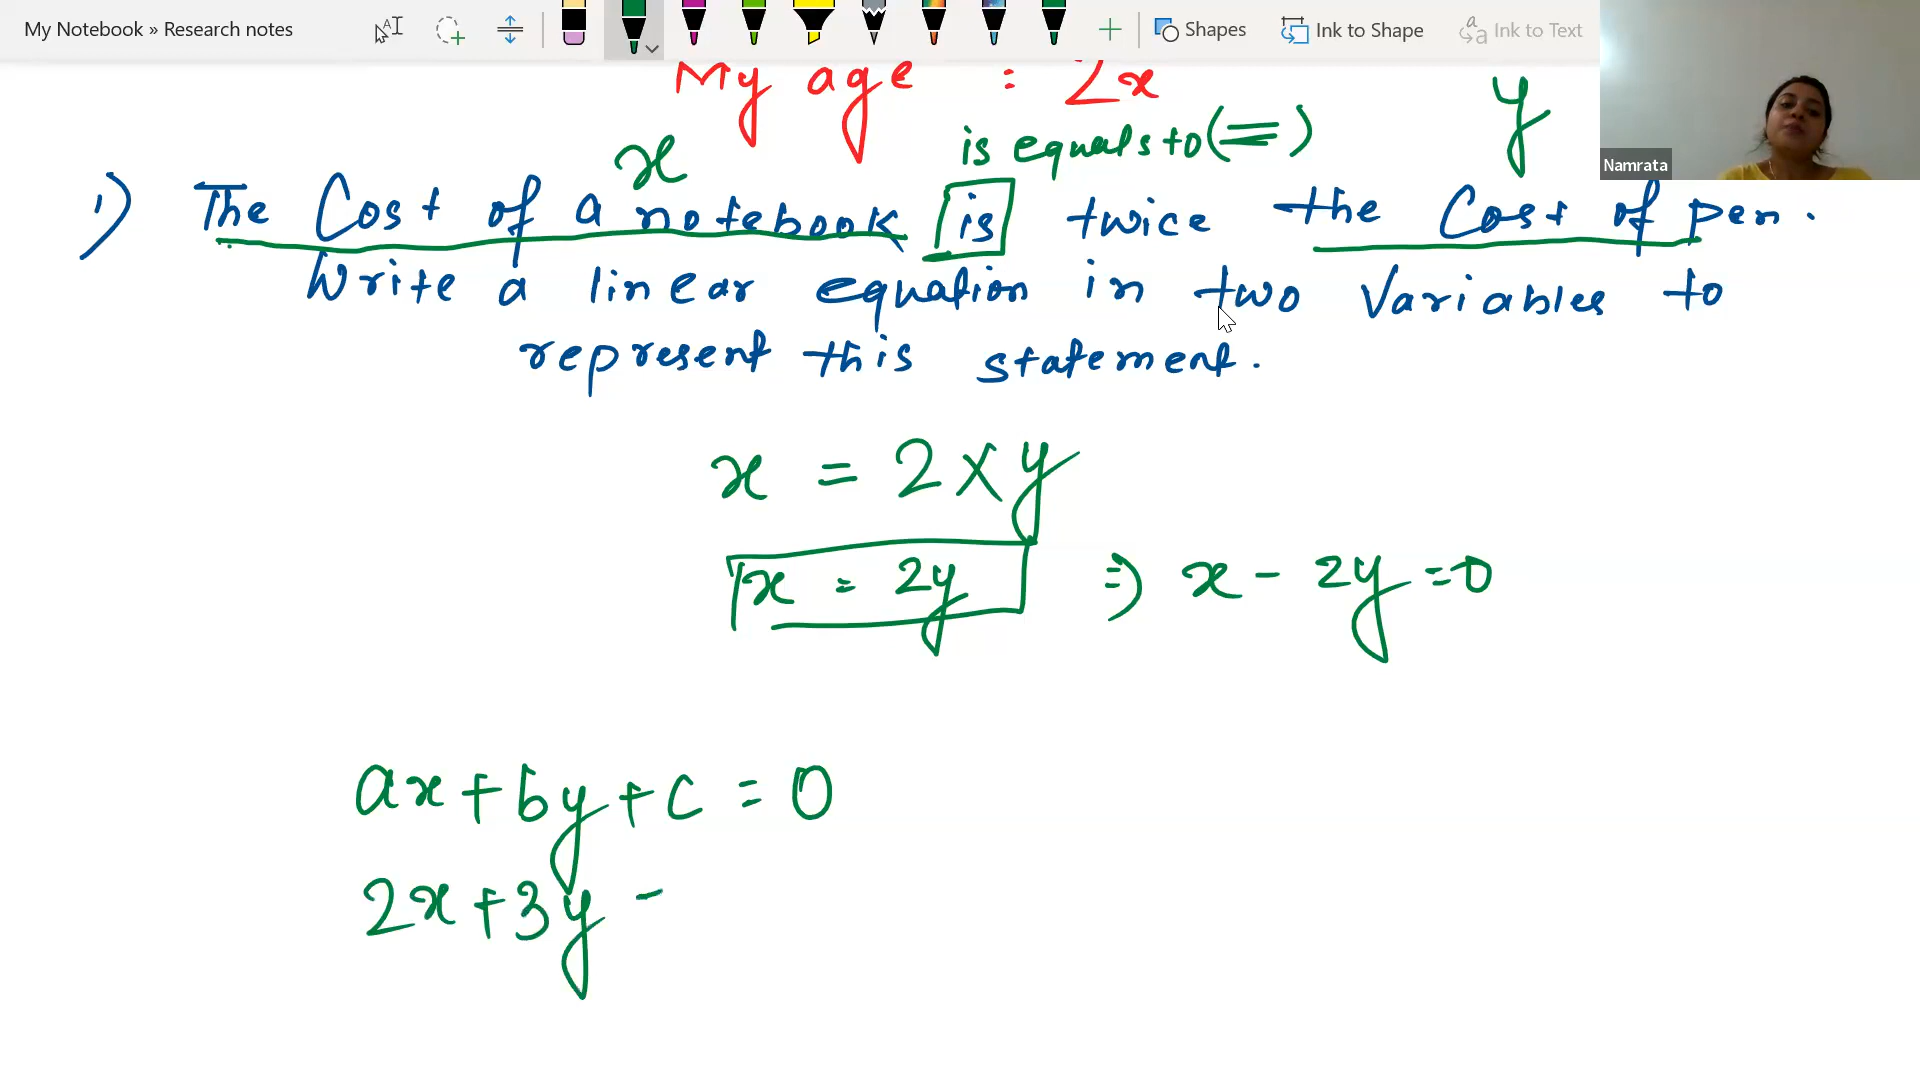 My Notebook » Research notes
Shapes
Ink to Shape
Ink to Text
My age = 2x
y
Namrata
x
is equals to (=)
1) The Cost of a notebook is twice the Cost of pen.
Write a linear equation in two Variables to
represent this statement.
x = 2 × y
x = 2y ⇒ x - 2y = 0
ax + by + c = 0
2x + 3y -